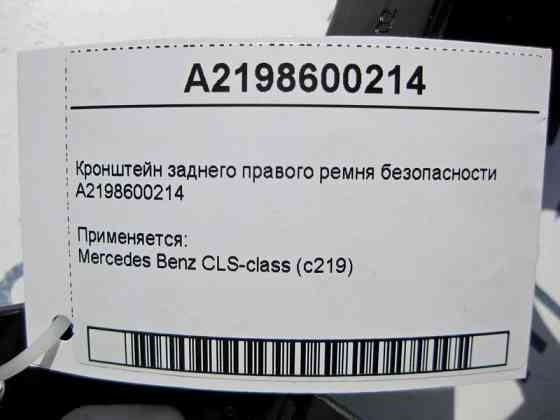 A2198600214
Кронштейн заднего правого ремня безопасности
A2198600214
Применяется:
Mercedes Benz CLS-class (c219)